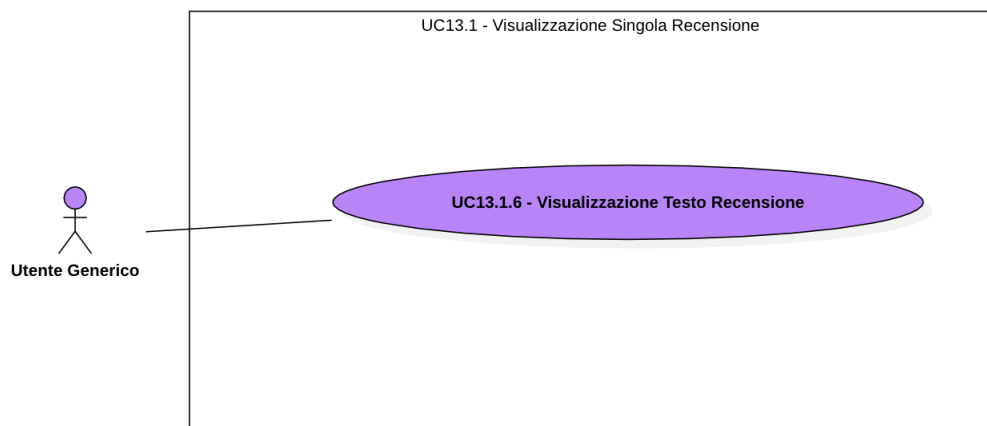 UC13.1 - Visualizzazione Singola Recensione
UC13.1.6 - Visualizzazione Testo Recensione
Utente Generico